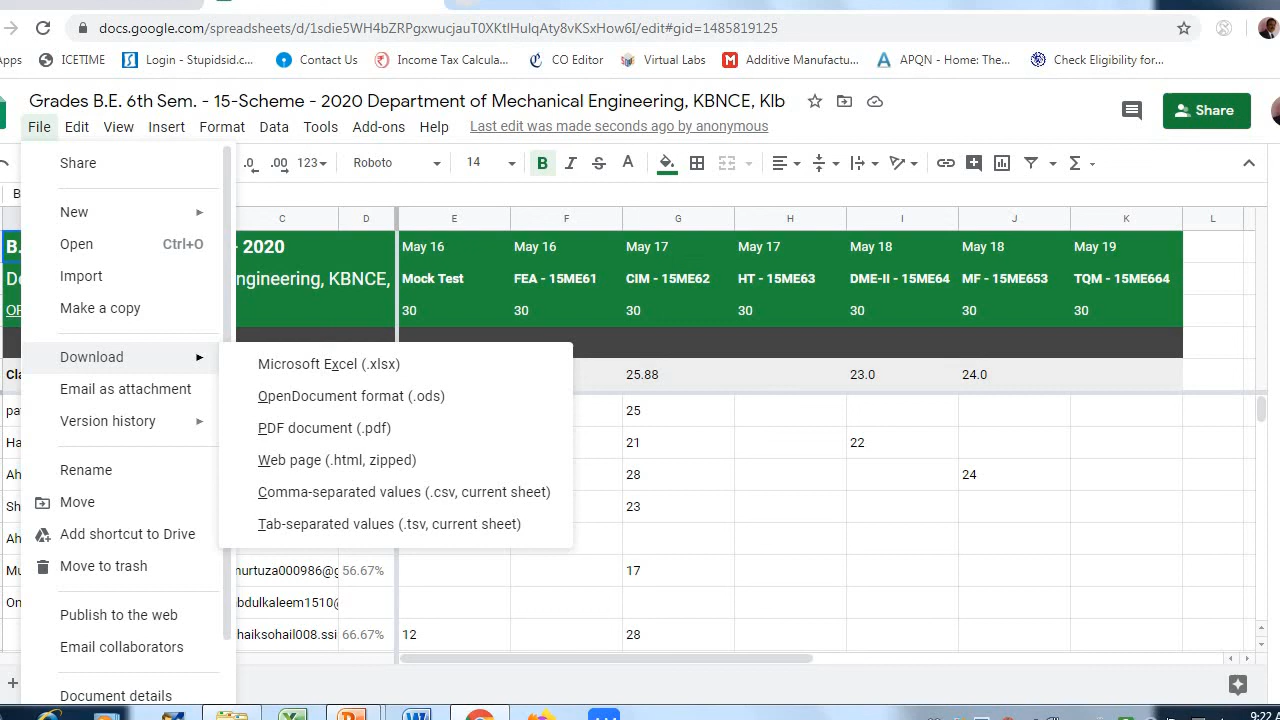 docs.google.com/spreadsheets/d/1sdie5WH4bZRPgxwucjauT0XKtlHulqAty3rKSxHow6I/edit#gid=1485819125
ICETIME
Login - Stupidsid.c...
Contact Us
Income Tax Calcula...
CO Editor
Virtual Labs
Additive Manufactu...
APQN - Home: The...
Check Eligibility for...
Grades B.E. 6th Sem. - 15-Scheme - 2020 Department of Mechanical Engineering, KBNCE, Klb
Share
File Edit View Insert Format Data Tools Add-ons Help Last edit was made seconds ago by anonymous
.0 .00 123 Roboto 14 B I S A
C D E F G H I J K L
- 2020 May 16 May 16 May 17 May 17 May 18 May 18 May 19
ngineering, KBNCE, Mock Test FEA - 15ME61 CIM - 15ME62 HT - 15ME63 DME-II - 15ME64 MF - 15ME653 TQM - 15ME664
30 30 30 30 30 30 30
25.88 23.0 24.0
25
21 22
28 24
23
nurtuza000986@g 56.67% 17
bdulkaleem1510@
haiksohail008.ssi 66.67% 12 28
Share
New
Open Ctrl+O
Import
Make a copy
Download
Email as attachment
Version history
Rename
Move
Add shortcut to Drive
Move to trash
Publish to the web
Email collaborators
Document details
Microsoft Excel (.xlsx)
OpenDocument format (.ods)
PDF document (.pdf)
Web page (.html, zipped)
Comma-separated values (.csv, current sheet)
Tab-separated values (.tsv, current sheet)